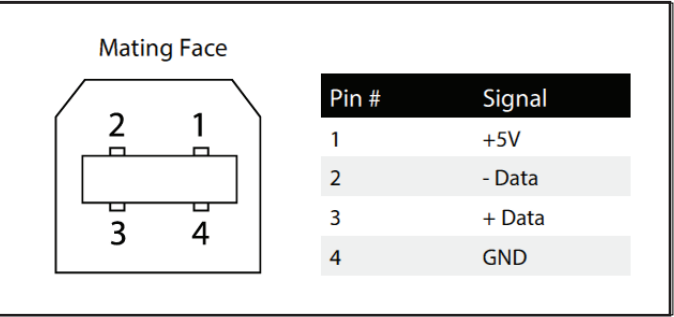 Mating Face
2 1
3 4
Pin # Signal
1 +5V
2 - Data
3 + Data
4 GND